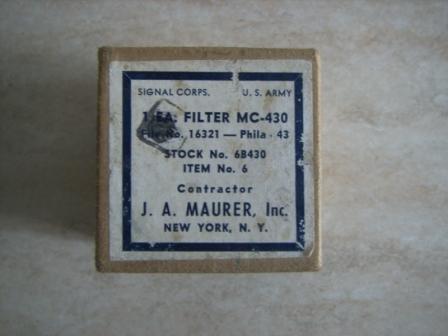 SIGNAL CORPS. U. S. ARMY
1 EA: FILTER MC-430
File No. 16321 — Phila - 43
STOCK No. 6B430
ITEM No. 6
Contractor
J. A. MAURER, Inc.
NEW YORK, N. Y.